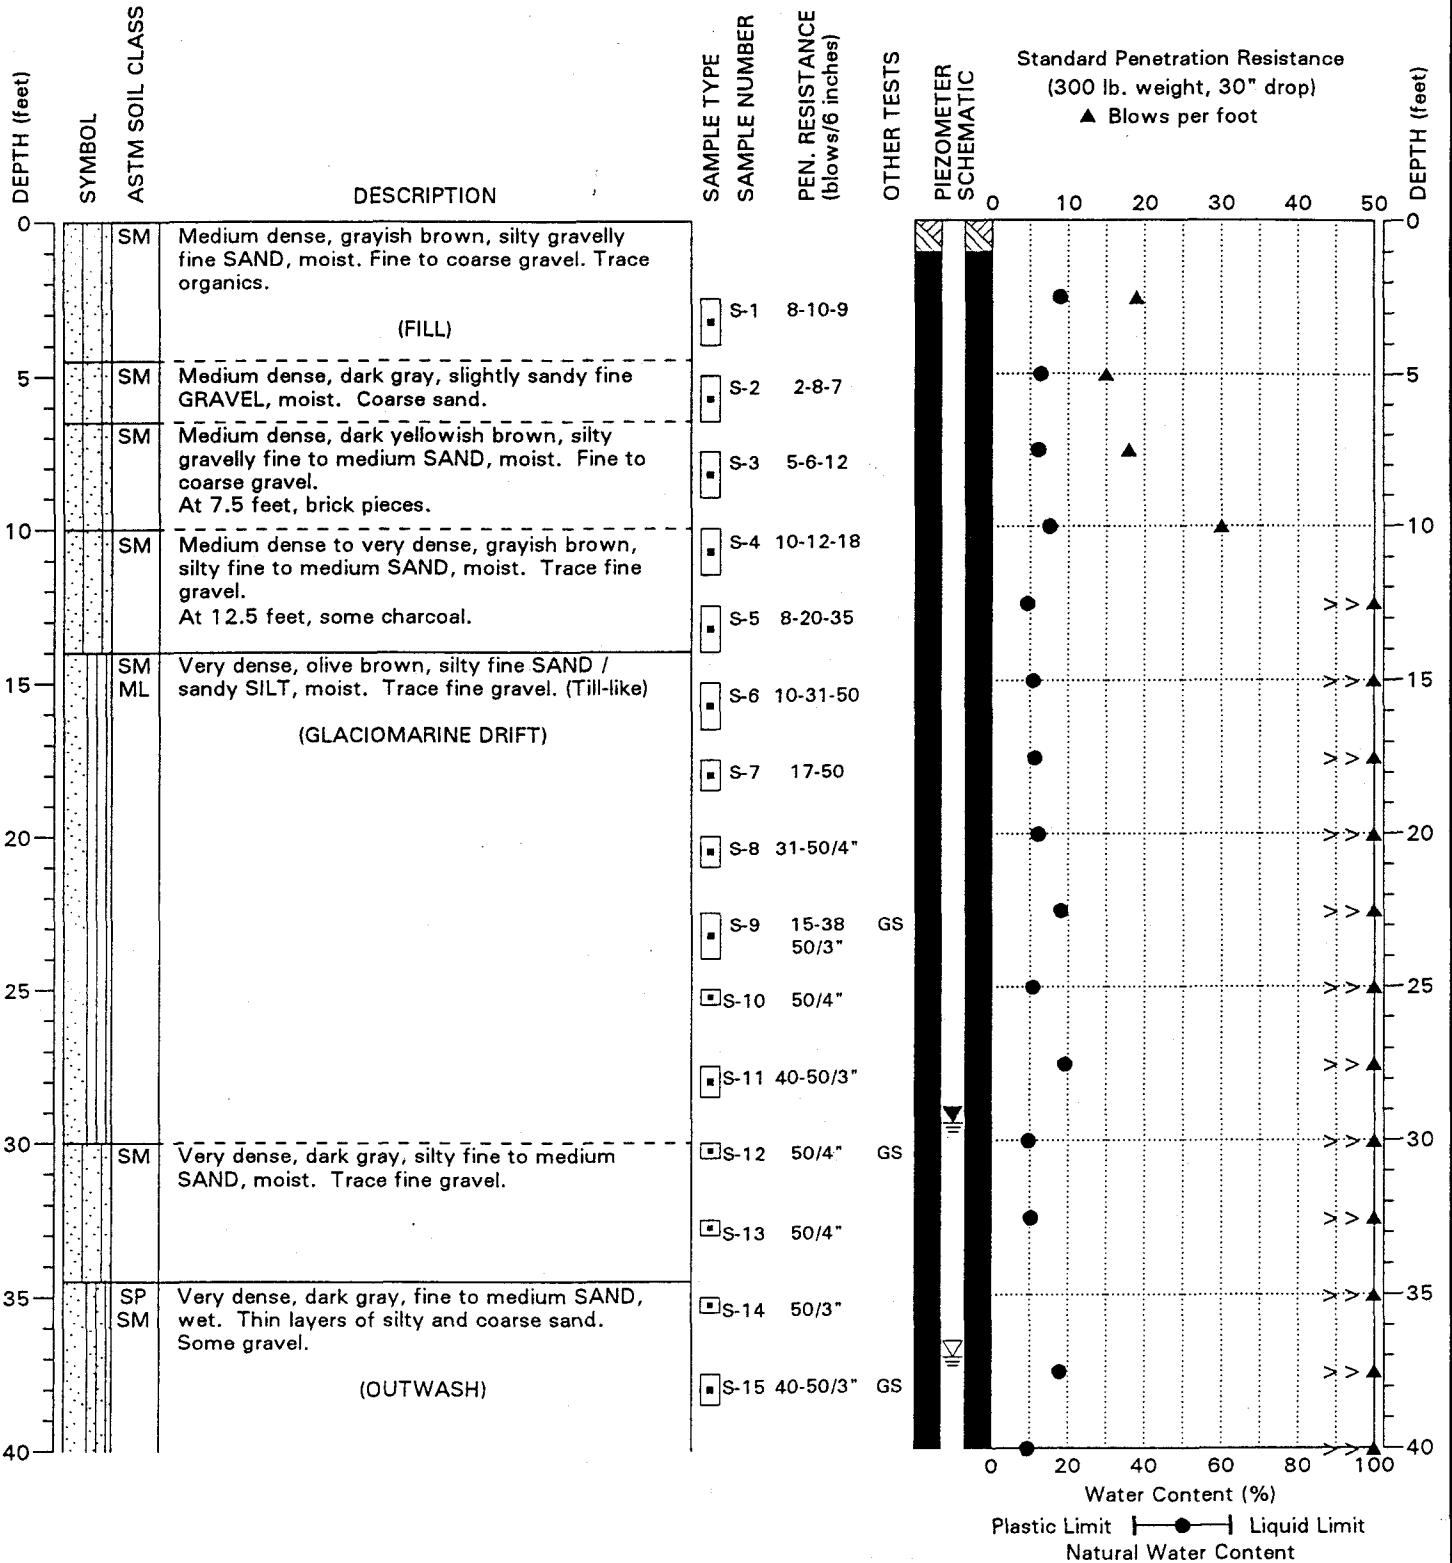 DEPTH (feet)
SYMBOL
ASTM SOIL CLASS
DESCRIPTION
SAMPLE TYPE
SAMPLE NUMBER
PEN. RESISTANCE
(blows/6 inches)
OTHER TESTS
PIEZOMETER
SCHEMATIC
Standard Penetration Resistance
(300 lb. weight, 30" drop)
▲ Blows per foot
DEPTH (feet)
0 10 20 30 40 50
0
SM Medium dense, grayish brown, silty gravelly
fine SAND, moist. Fine to coarse gravel. Trace
organics.
S-1 8-10-9
(FILL)
5
SM Medium dense, dark gray, slightly sandy fine
GRAVEL, moist. Coarse sand.
S-2 2-8-7
5
SM Medium dense, dark yellowish brown, silty
gravelly fine to medium SAND, moist. Fine to
coarse gravel.
At 7.5 feet, brick pieces.
S-3 5-6-12
10
SM Medium dense to very dense, grayish brown,
silty fine to medium SAND, moist. Trace fine
gravel.
At 12.5 feet, some charcoal.
S-4 10-12-18
10
S-5 8-20-35
> >
SM Very dense, olive brown, silty fine SAND /
ML sandy SILT, moist. Trace fine gravel. (Till-like)
15
S-6 10-31-50
> >
15
(GLACIOMARINE DRIFT)
S-7 17-50
> >
20
S-8 31-50/4"
> >
20
S-9 15-38
50/3"
GS
> >
25
S-10 50/4"
> >
25
S-11 40-50/3"
> >
30
SM Very dense, dark gray, silty fine to medium
SAND, moist. Trace fine gravel.
S-12 50/4" GS
> >
30
S-13 50/4"
> >
35
SP Very dense, dark gray, fine to medium SAND,
SM wet. Thin layers of silty and coarse sand.
Some gravel.
S-14 50/3"
> >
35
(OUTWASH)
S-15 40-50/3" GS
> >
40
> >
40
0 20 40 60 80 100
Water Content (%)
Plastic Limit Liquid Limit
Natural Water Content
0